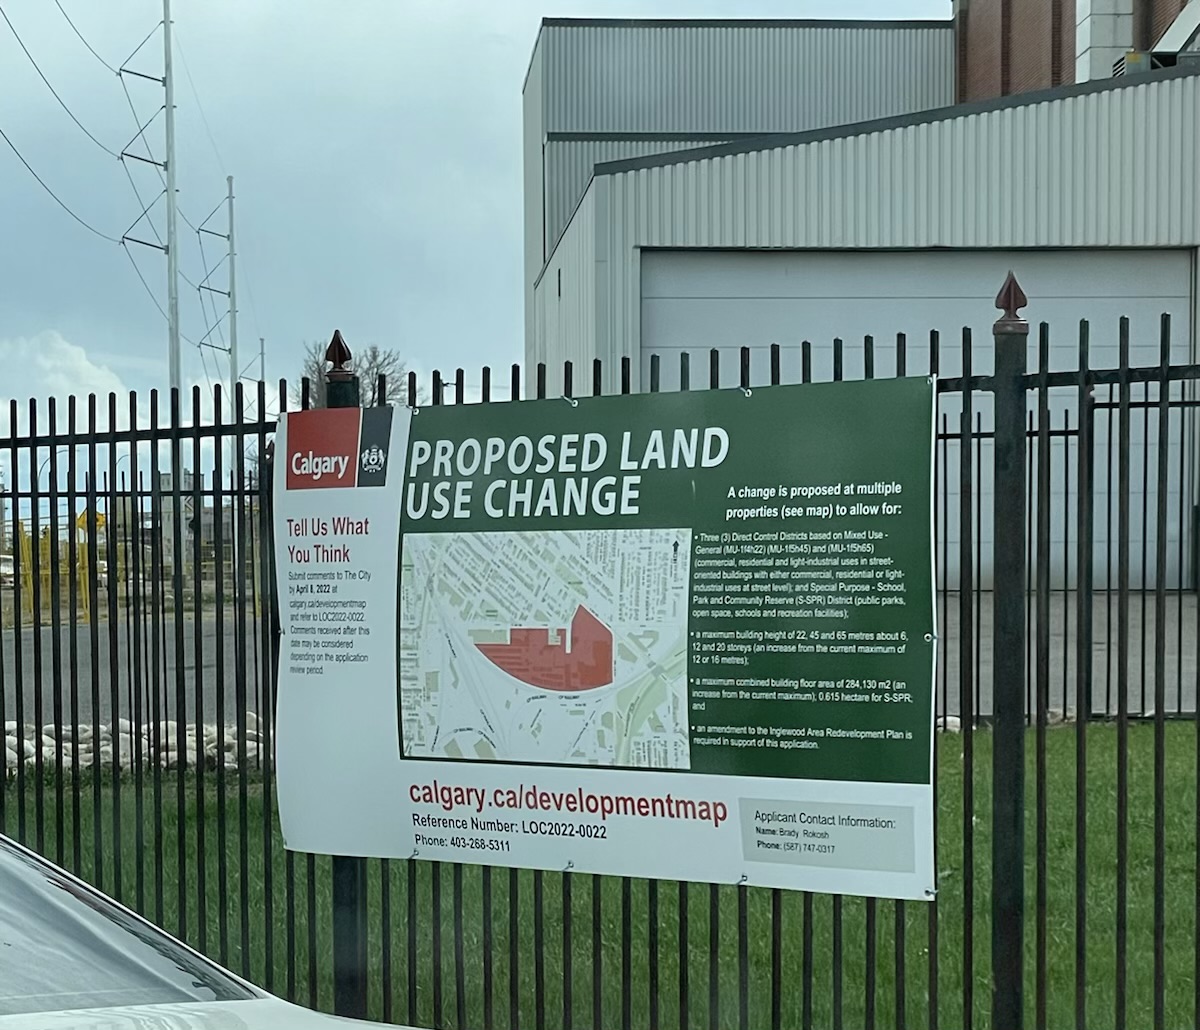 Calgary
Tell Us What
You Think
Submit comments to The City
by April 8, 2022 at
calgary.ca/developmentmap
and refer to LOC2022-0022.
Comments received after this
date may be considered
depending on the application
review period.
PROPOSED LAND
USE CHANGE
A change is proposed at multiple
properties (see map) to allow for:
• Three (3) Direct Control Districts based on Mixed Use -
General (MU-1f4h22) (MU-1f5h45) and (MU-1f5h65)
(commercial, residential and light-industrial uses in street-
oriented buildings with either commercial, residential or light-
industrial uses at street level); and Special Purpose - School,
Park and Community Reserve (S-SPR) District (public parks,
open space, schools and recreation facilities);
• a maximum building height of 22, 45 and 65 metres about 6,
12 and 20 storeys (an increase from the current maximum of
12 or 16 metres);
• a maximum combined building floor area of 284,130 m2 (an
increase from the current maximum); 0.615 hectare for S-SPR;
and
• an amendment to the Inglewood Area Redevelopment Plan is
required in support of this application.
calgary.ca/developmentmap
Reference Number: LOC2022-0022
Phone: 403-268-5311
Applicant Contact Information:
Name: Brady Rokosh
Phone: (587) 747-0317